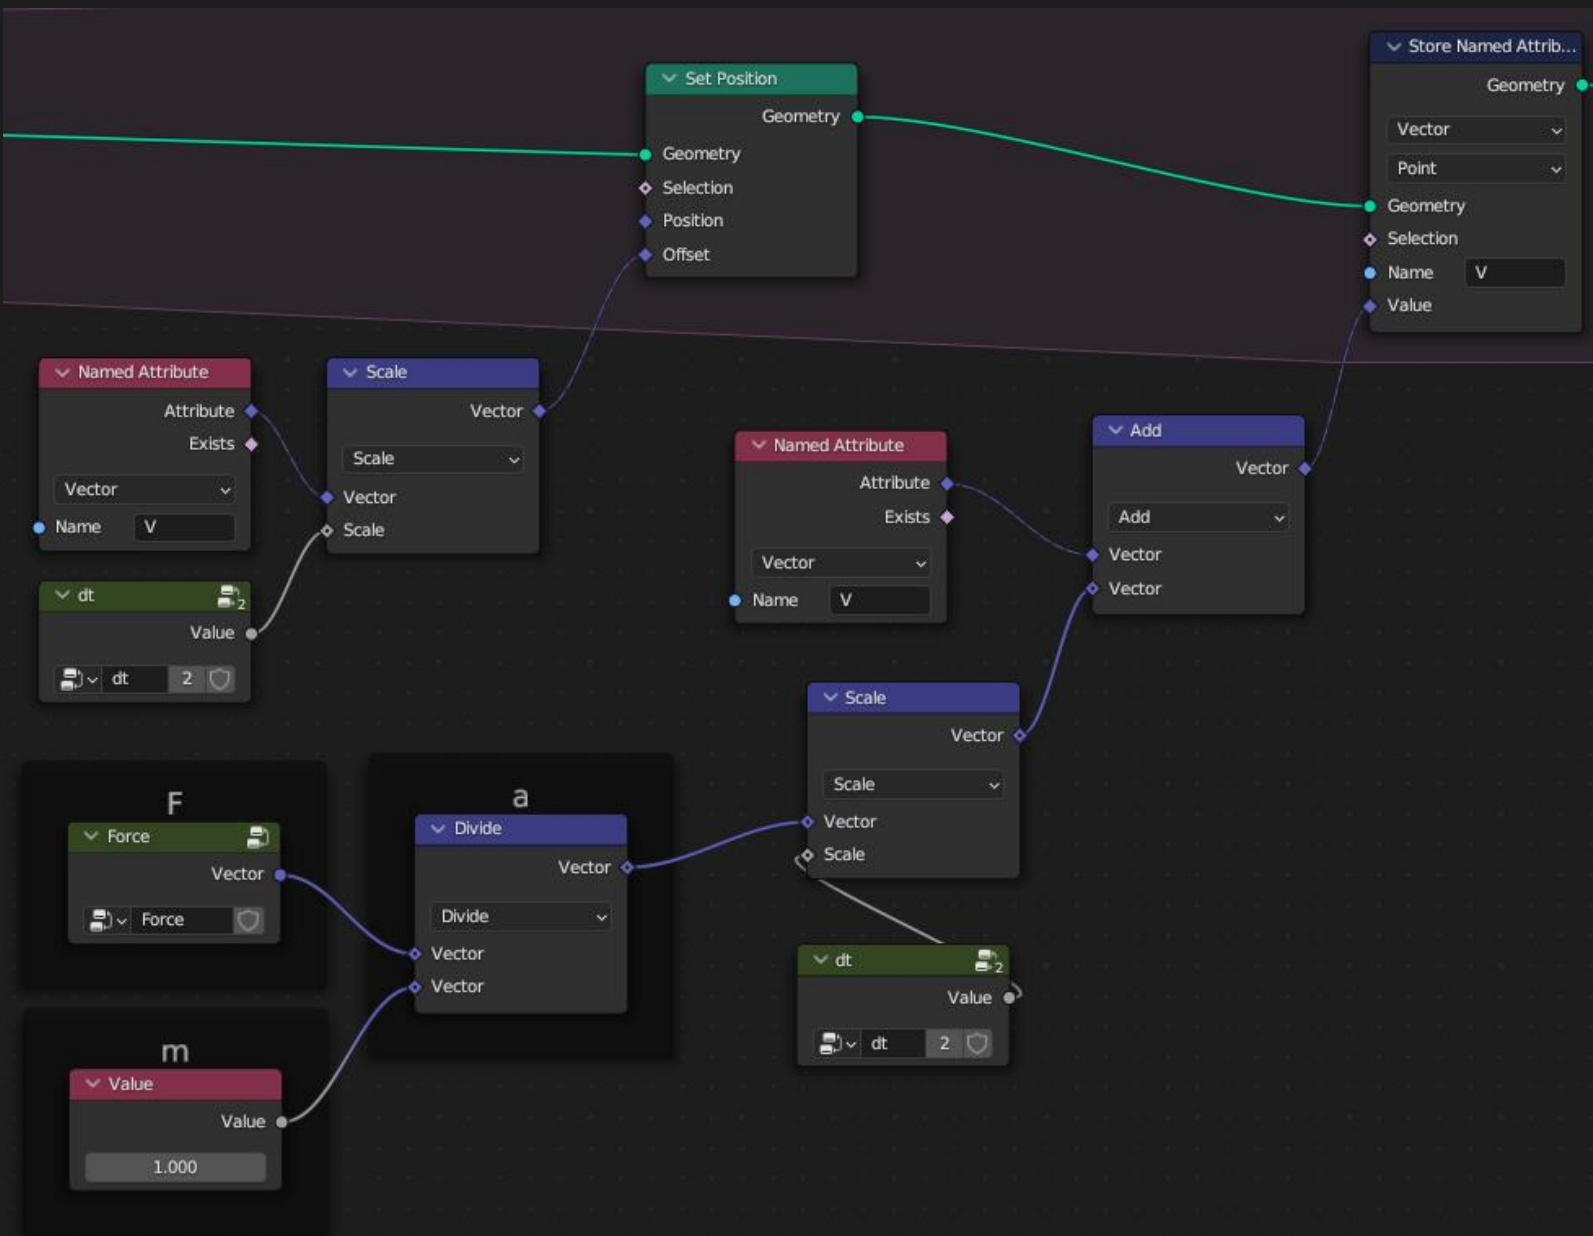 Store Named Attrib...
Geometry
Vector
Point
Geometry
Selection
Name V
Value
Set Position
Geometry
Geometry
Selection
Position
Offset
Named Attribute
Attribute
Exists
Vector
Name V
Scale
Vector
Scale
Vector
Scale
dt 2
Value
dt 2
Named Attribute
Attribute
Exists
Vector
Name V
Add
Vector
Add
Vector
Vector
Scale
Vector
Scale
Vector
Scale
F
Force
Vector
Force
a
Divide
Vector
Divide
Vector
Vector
dt 2
Value
dt 2
m
Value
Value
1.000